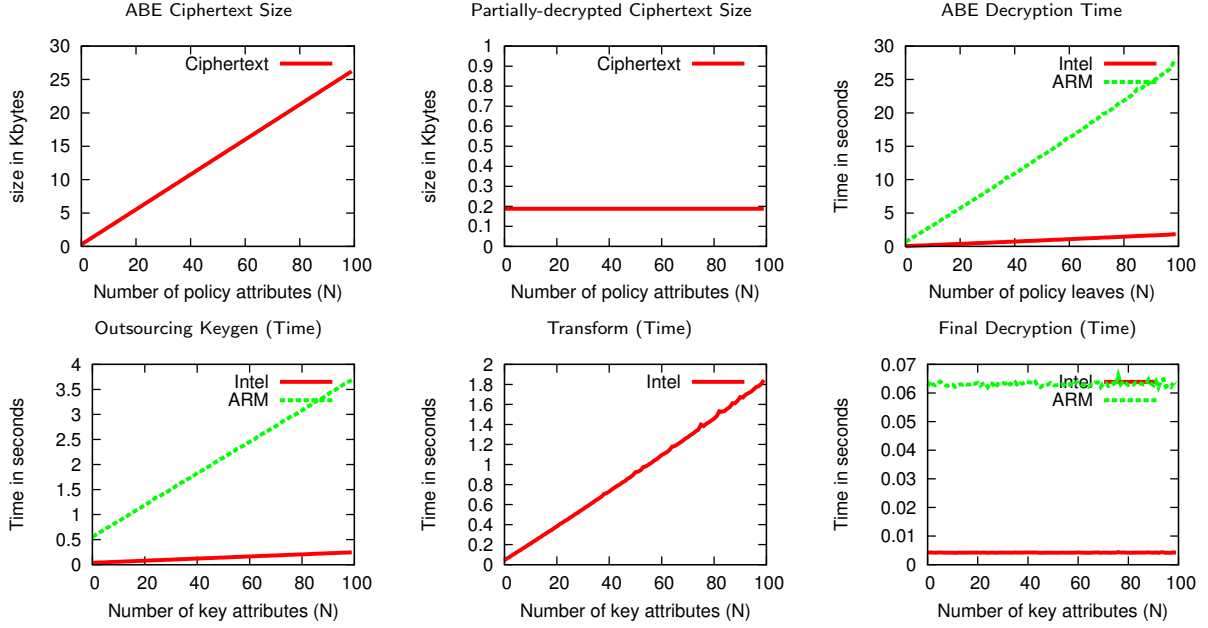 ABE Ciphertext Size
size in Kbytes
30
25
20
15
10
5
0
Ciphertext
0 20 40 60 80 100
Number of policy attributes (N)
Partially-decrypted Ciphertext Size
size in Kbytes
1
0.9
0.8
0.7
0.6
0.5
0.4
0.3
0.2
0.1
0
Ciphertext
0 20 40 60 80 100
Number of policy attributes (N)
ABE Decryption Time
Time in seconds
30
25
20
15
10
5
0
Intel
ARM
0 20 40 60 80 100
Number of policy leaves (N)
Outsourcing Keygen (Time)
Time in seconds
4
3.5
3
2.5
2
1.5
1
0.5
0
Intel
ARM
0 20 40 60 80 100
Number of key attributes (N)
Transform (Time)
Time in seconds
2
1.8
1.6
1.4
1.2
1
0.8
0.6
0.4
0.2
0
Intel
0 20 40 60 80 100
Number of key attributes (N)
Final Decryption (Time)
Time in seconds
0.07
0.06
0.05
0.04
0.03
0.02
0.01
0
Intel
ARM
0 20 40 60 80 100
Number of key attributes (N)